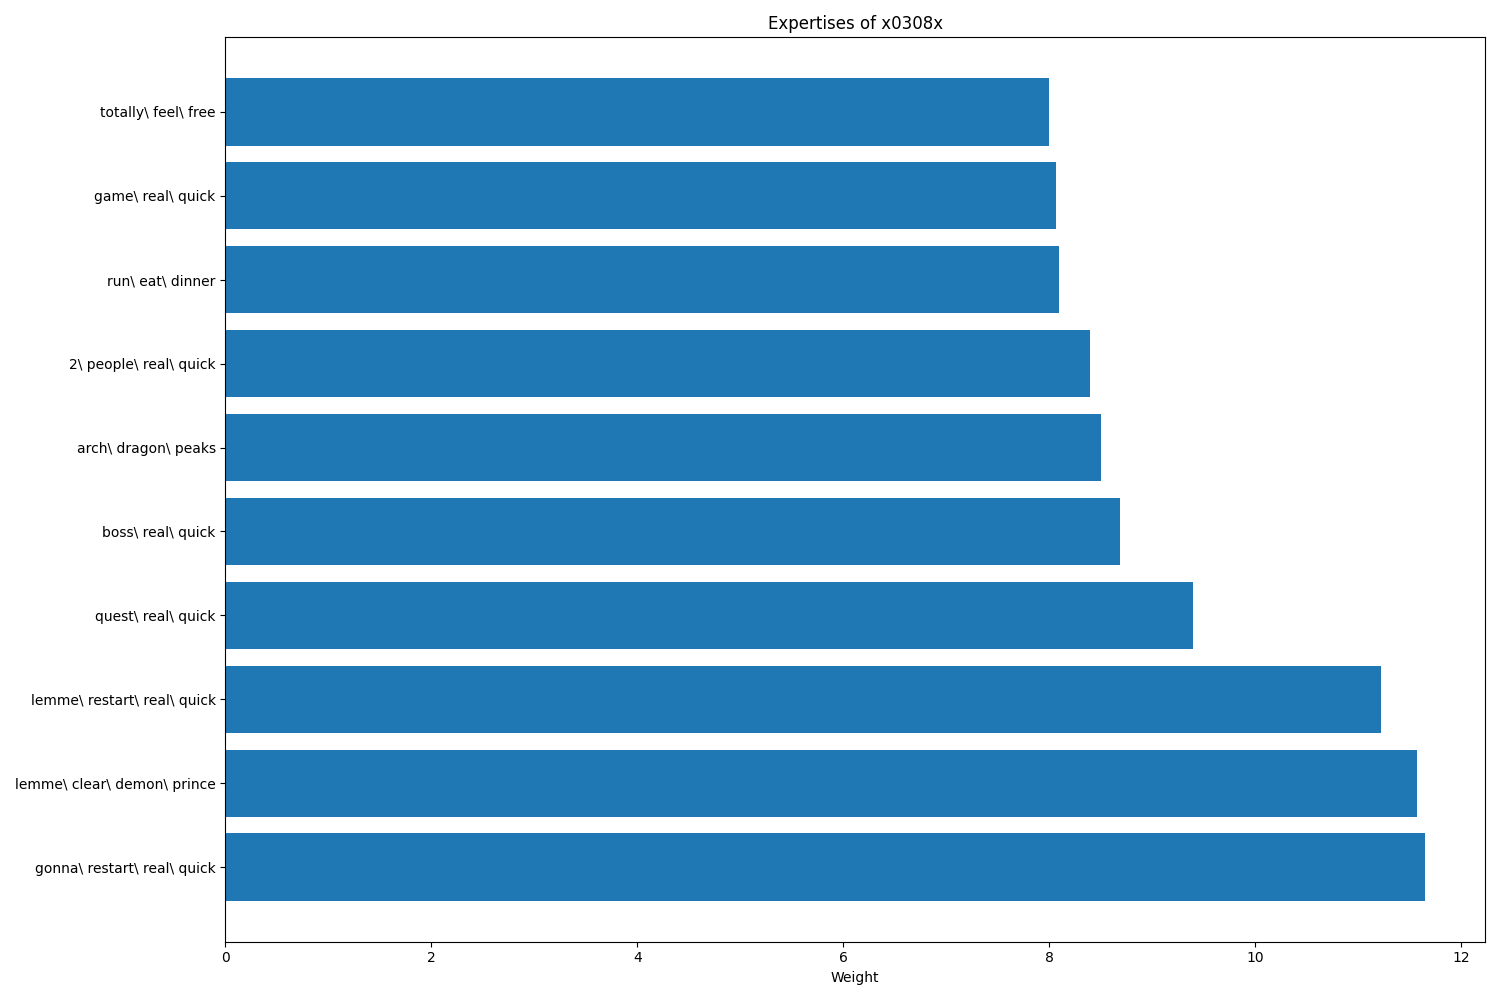 Expertises of x0308x
totally\ feel\ free
game\ real\ quick
run\ eat\ dinner
2\ people\ real\ quick
arch\ dragon\ peaks
boss\ real\ quick
quest\ real\ quick
lemme\ restart\ real\ quick
lemme\ clear\ demon\ prince
gonna\ restart\ real\ quick
0 2 4 6 8 10 12
Weight